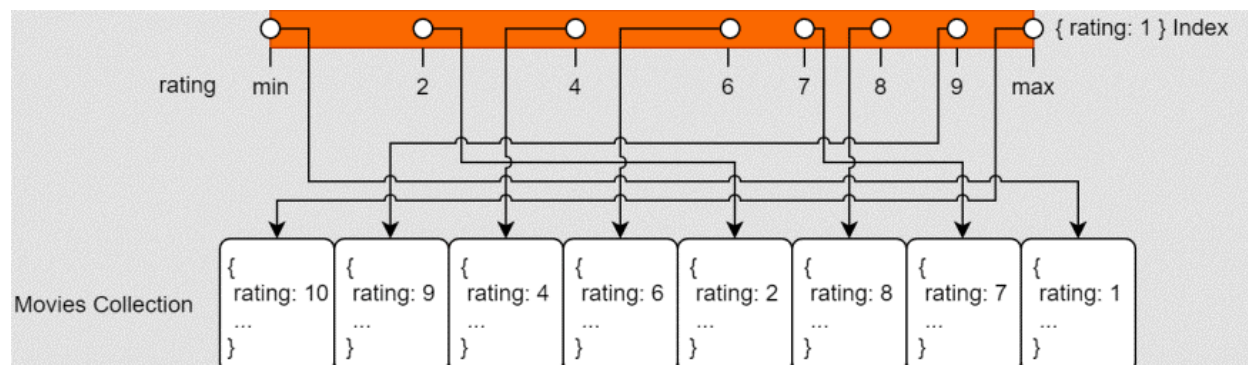 { rating: 1 } Index
rating min 2 4 6 7 8 9 max
Movies Collection
{
rating: 10
...
}
{
rating: 9
...
}
{
rating: 4
...
}
{
rating: 6
...
}
{
rating: 2
...
}
{
rating: 8
...
}
{
rating: 7
...
}
{
rating: 1
...
}